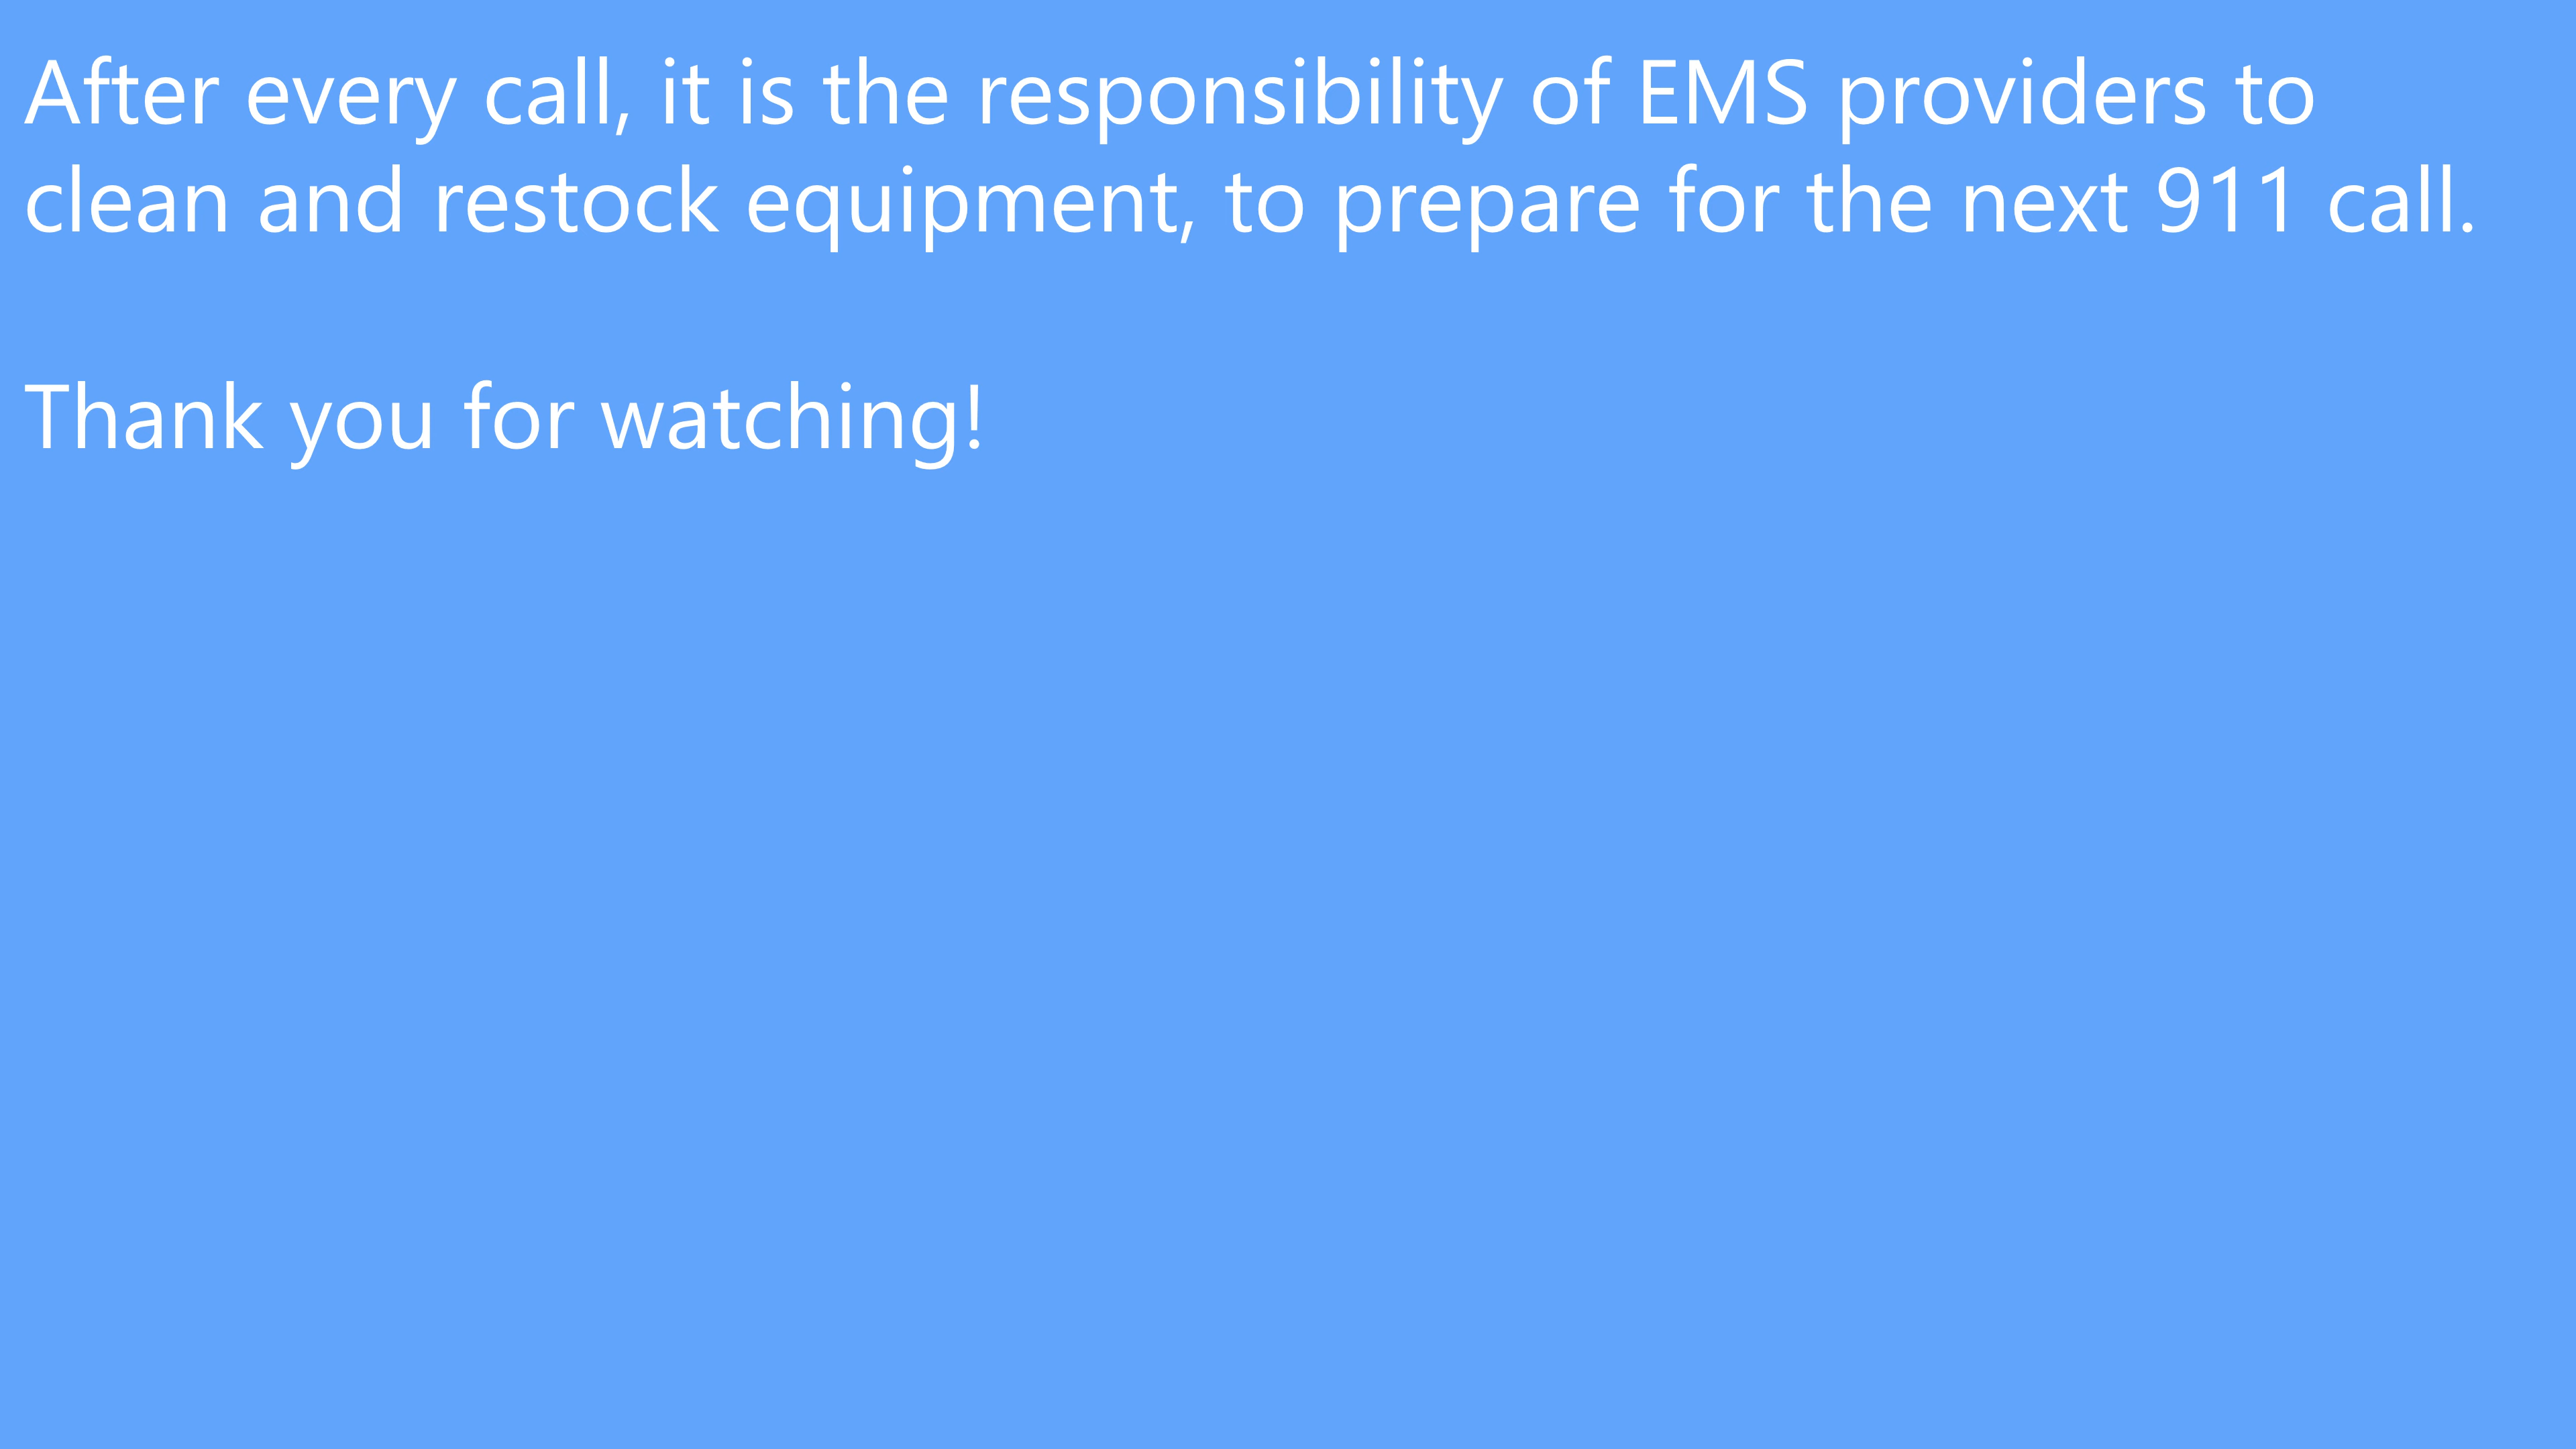 After every call, it is the responsibility of EMS providers to
clean and restock equipment, to prepare for the next 911 call.
Thank you for watching!